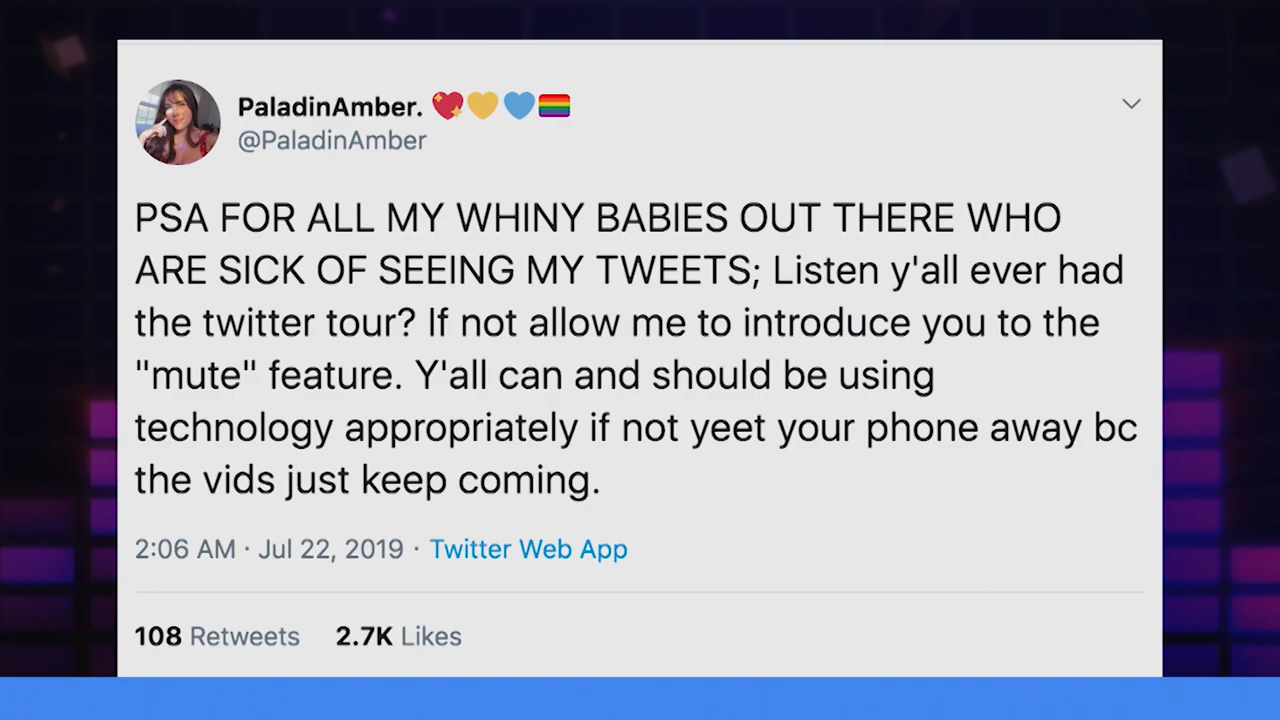 PaladinAmber. 💖💛💙🏳️‍🌈
@PaladinAmber
PSA FOR ALL MY WHINY BABIES OUT THERE WHO
ARE SICK OF SEEING MY TWEETS; Listen y'all ever had
the twitter tour? If not allow me to introduce you to the
"mute" feature. Y'all can and should be using
technology appropriately if not yeet your phone away bc
the vids just keep coming.
2:06 AM · Jul 22, 2019 · Twitter Web App
108 Retweets 2.7K Likes